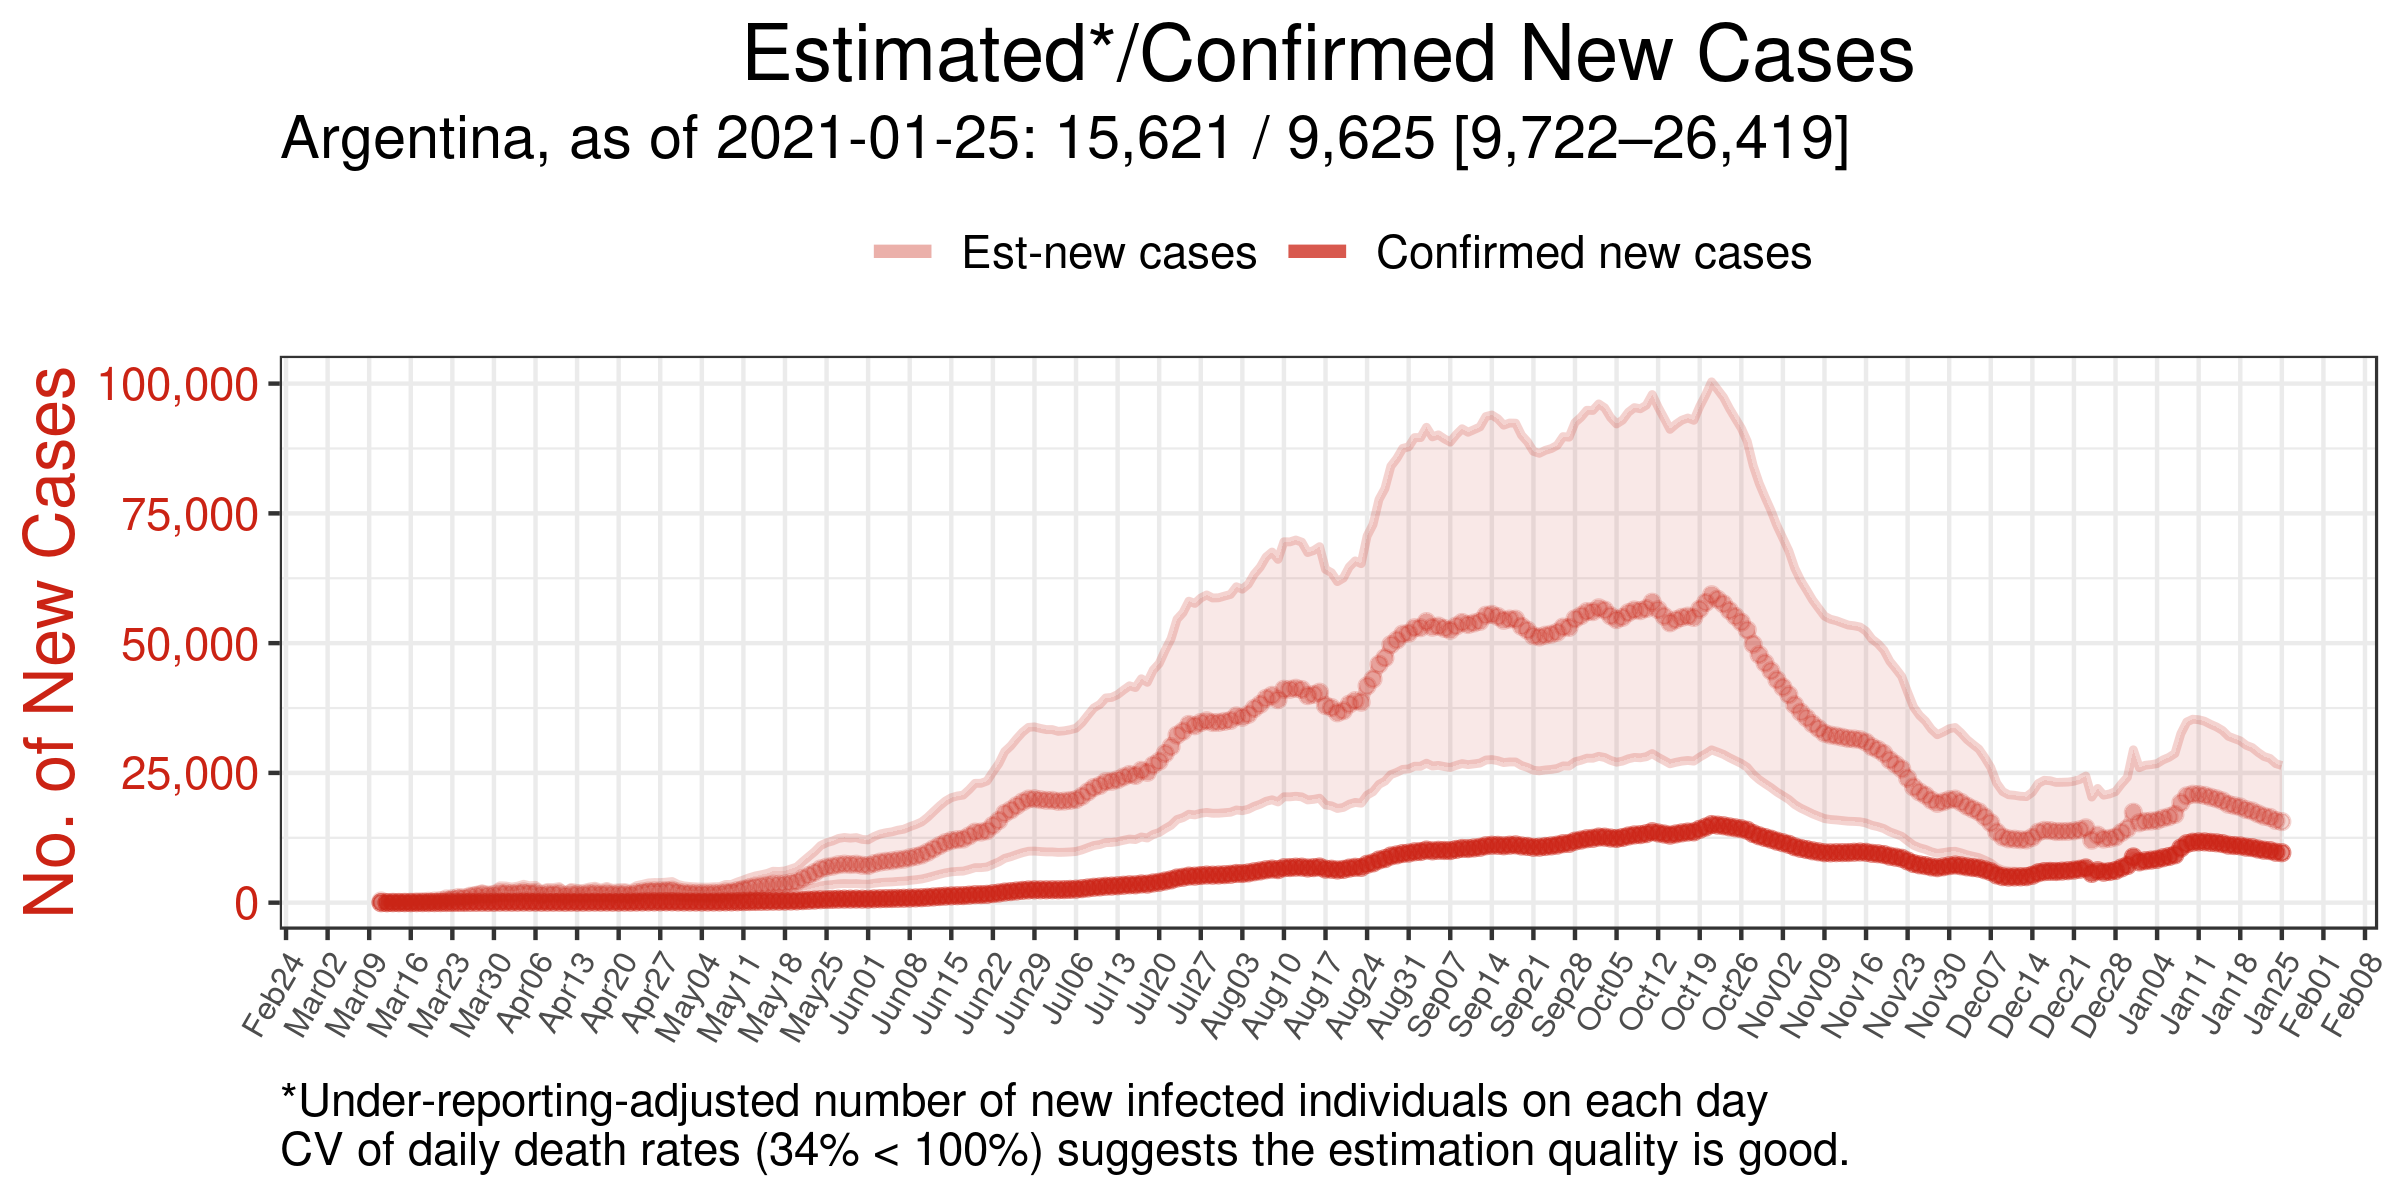 Estimated*/Confirmed New Cases
Argentina, as of 2021-01-25: 15,621 / 9,625 [9,722–26,419]
Est-new cases Confirmed new cases
No. of New Cases
100,000
75,000
50,000
25,000
0
Feb24 Mar02 Mar09 Mar16 Mar23 Mar30 Apr06 Apr13 Apr20 Apr27 May04 May11 May18 May25 Jun01 Jun08 Jun15 Jun22 Jun29 Jul06 Jul13 Jul20 Jul27 Aug03 Aug10 Aug17 Aug24 Aug31 Sep07 Sep14 Sep21 Sep28 Oct05 Oct12 Oct19 Oct26 Nov02 Nov09 Nov16 Nov23 Nov30 Dec07 Dec14 Dec21 Dec28 Jan04 Jan11 Jan18 Jan25 Feb01 Feb08
*Under-reporting-adjusted number of new infected individuals on each day
CV of daily death rates (34% < 100%) suggests the estimation quality is good.